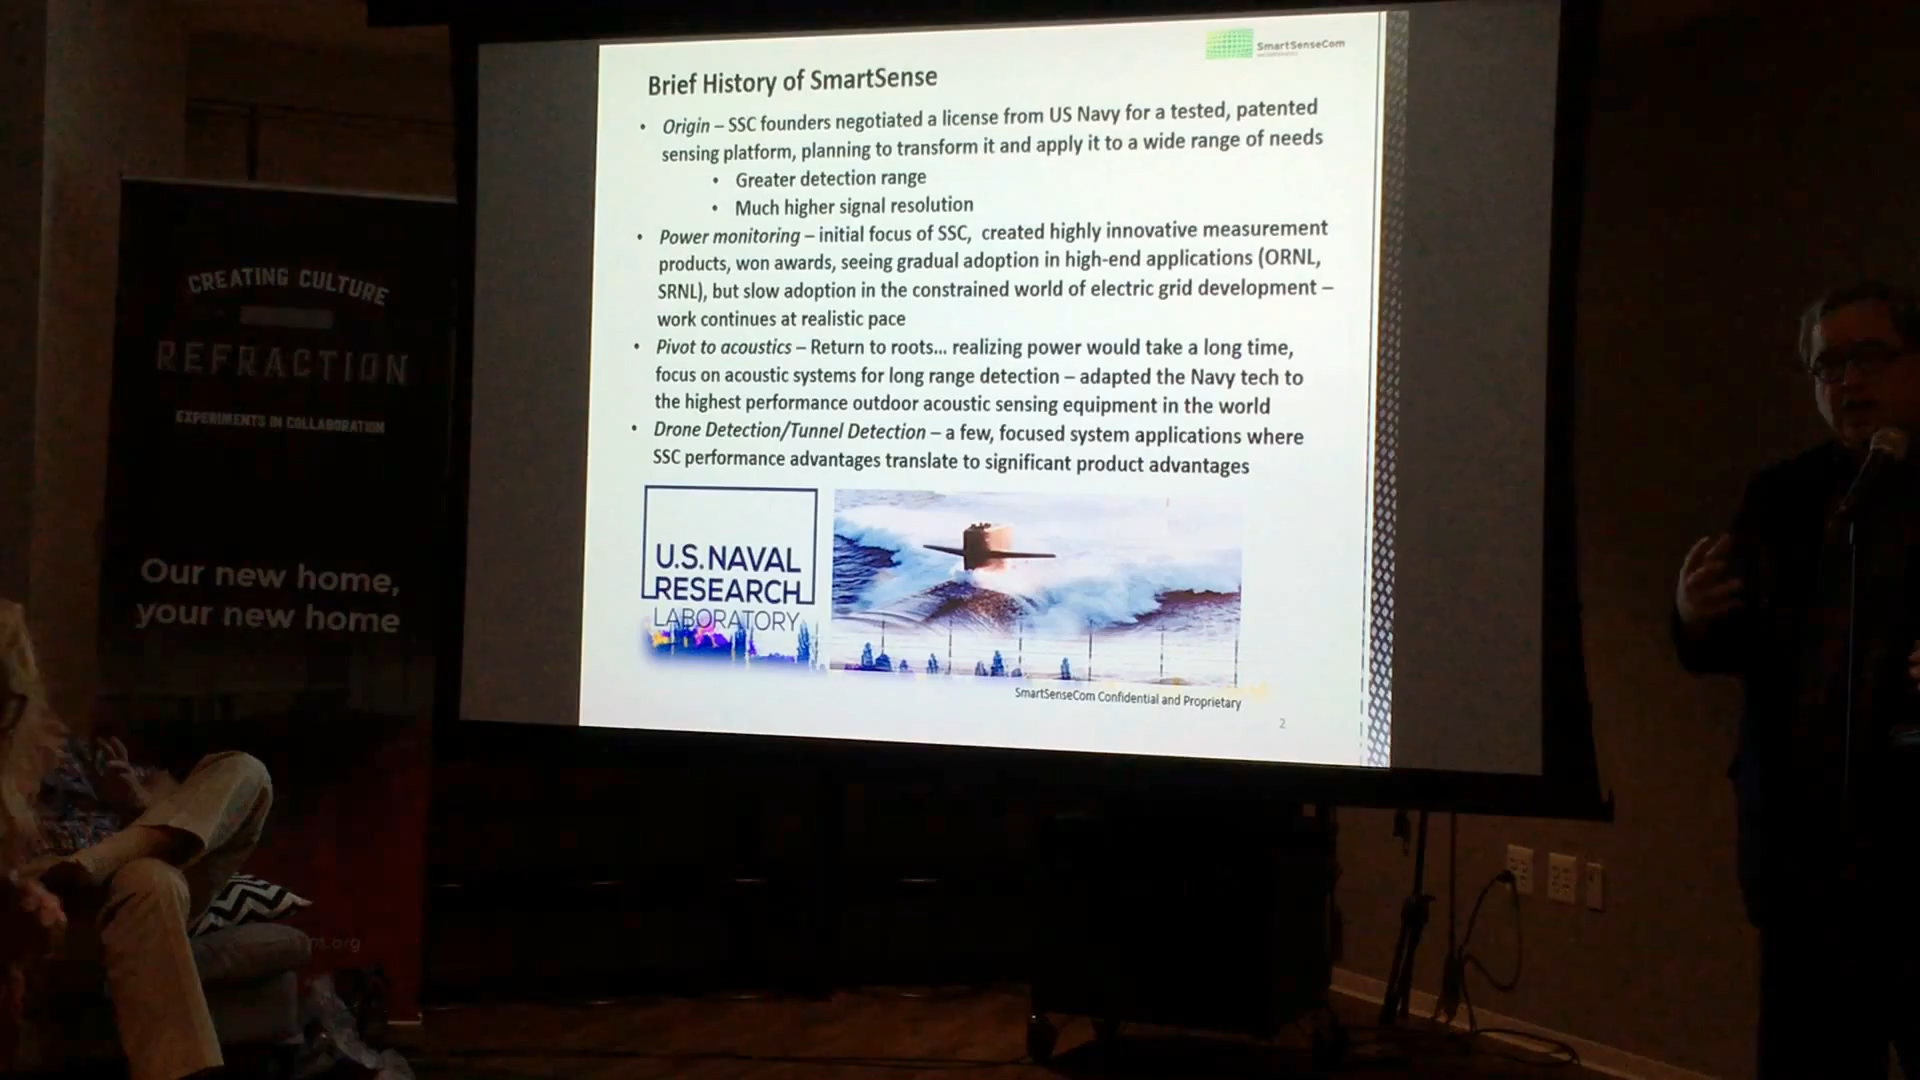 SmartSenseCom
Brief History of SmartSense
• Origin – SSC founders negotiated a license from US Navy for a tested, patented
sensing platform, planning to transform it and apply it to a wide range of needs
• Greater detection range
• Much higher signal resolution
• Power monitoring – initial focus of SSC, created highly innovative measurement
products, won awards, seeing gradual adoption in high-end applications (ORNL,
SRNL), but slow adoption in the constrained world of electric grid development –
work continues at realistic pace
• Pivot to acoustics – Return to roots... realizing power would take a long time,
focus on acoustic systems for long range detection – adapted the Navy tech to
the highest performance outdoor acoustic sensing equipment in the world
• Drone Detection/Tunnel Detection – a few, focused system applications where
SSC performance advantages translate to significant product advantages
U.S. NAVAL
RESEARCH
LABORATORY
SmartSenseCom Confidential and Proprietary
2
CREATING CULTURE
REFRACTION
EXPERIMENTS IN COLLABORATION
Our new home,
your new home